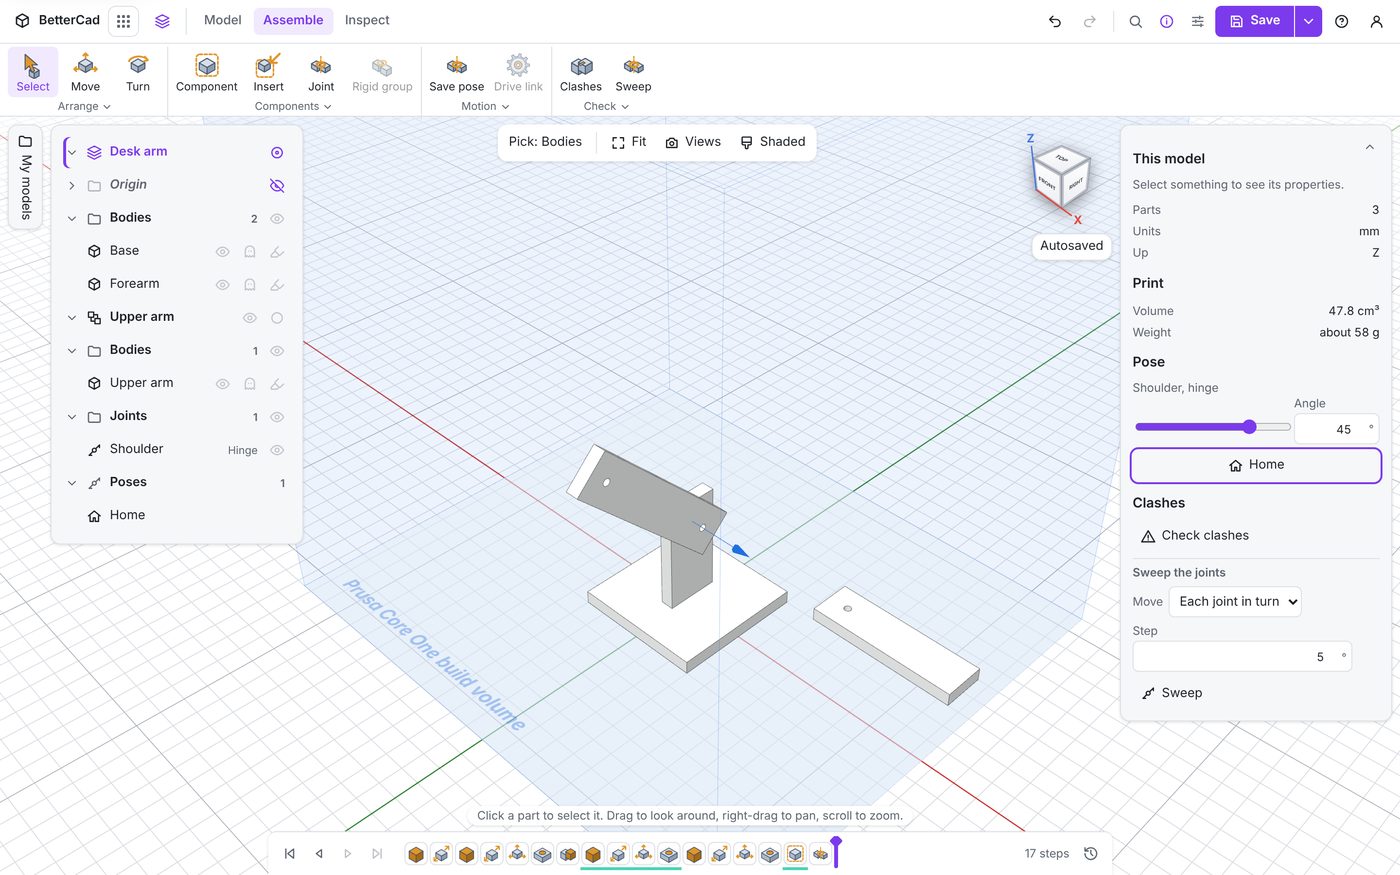 BetterCad
Model
Assemble
Inspect
Save
Select
Move
Turn
Component
Insert
Joint
Rigid group
Save pose
Drive link
Clashes
Sweep
Arrange
Components
Motion
Check
My models
Desk arm
Origin
Bodies 2
Base
Forearm
Upper arm
Bodies 1
Upper arm
Joints 1
Shoulder Hinge
Poses 1
Home
Pick: Bodies
Fit
Views
Shaded
Z
TOP
FRONT
RIGHT
X
Autosaved
Prusa Core One build volume
This model
Select something to see its properties.
Parts 3
Units mm
Up Z
Print
Volume 47.8 cm³
Weight about 58 g
Pose
Shoulder, hinge
Angle
45 °
Home
Clashes
Check clashes
Sweep the joints
Move Each joint in turn
Step
5 °
Sweep
Click a part to select it. Drag to look around, right-drag to pan, scroll to zoom.
17 steps